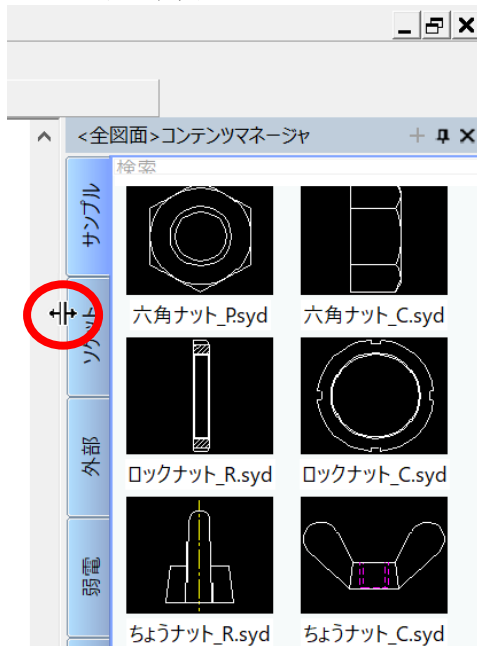 <全図面>コンテンツマネージャ
検索
サンプル
ソケット
外部
弱電
六角ナット_P.syd
六角ナット_C.syd
ロックナット_R.syd
ロックナット_C.syd
ちょうナット_R.syd
ちょうナット_C.syd